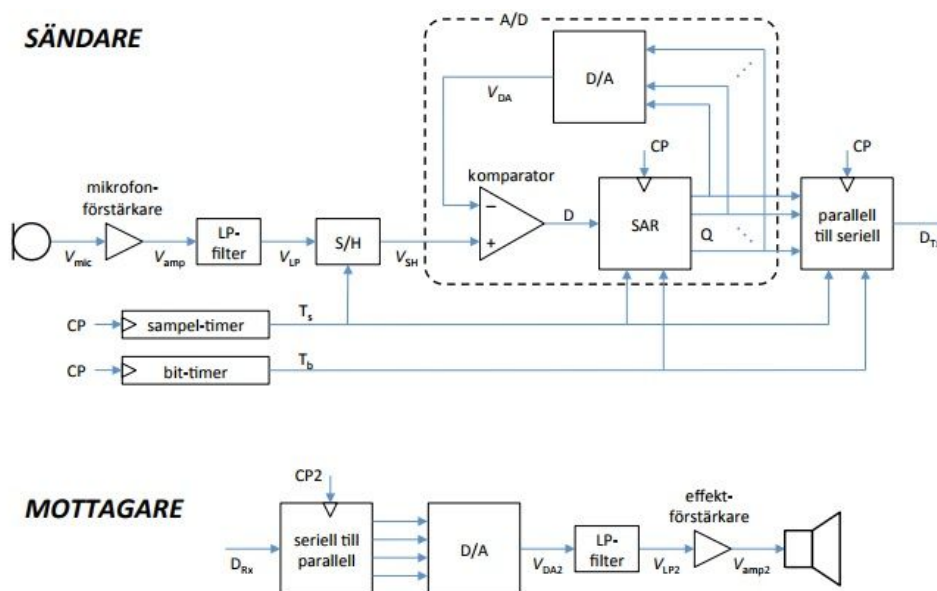 SÄNDARE
A/D
D/A
V_DA
CP
CP
mikrofon-
förstärkare
komparator
LP-
filter
S/H
−
+
D
SAR
Q
parallell
till seriell
V_mic
V_amp
V_LP
V_SH
CP
sampel-timer
T_s
CP
bit-timer
T_b
MOTTAGARE
CP2
effekt-
förstärkare
D_Rx
seriell till
parallell
D/A
V_DA2
LP-
filter
V_LP2
V_amp2